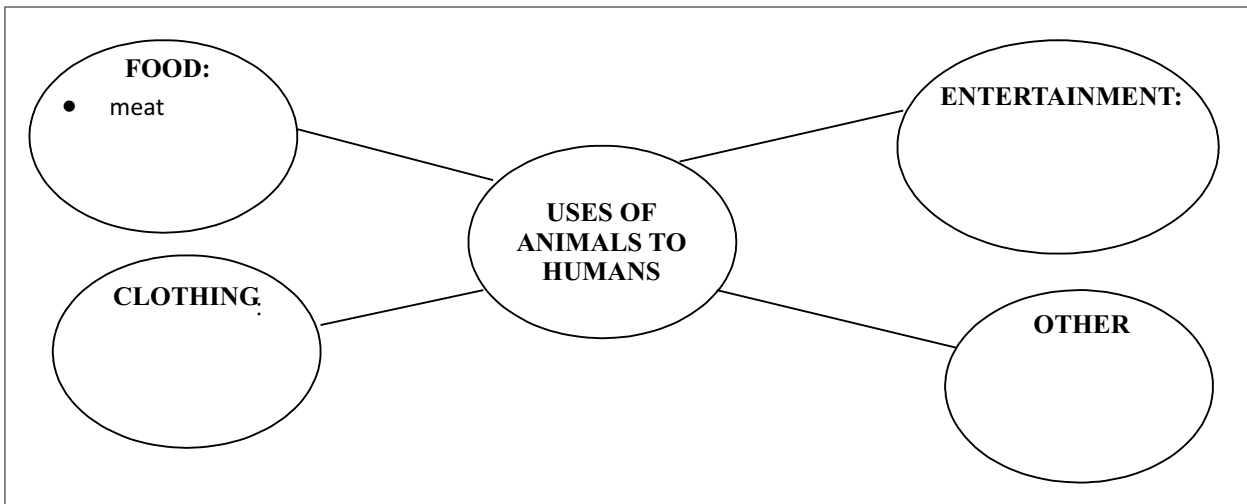 FOOD:
• meat
ENTERTAINMENT:
USES OF
ANIMALS TO
HUMANS
CLOTHING:
OTHER